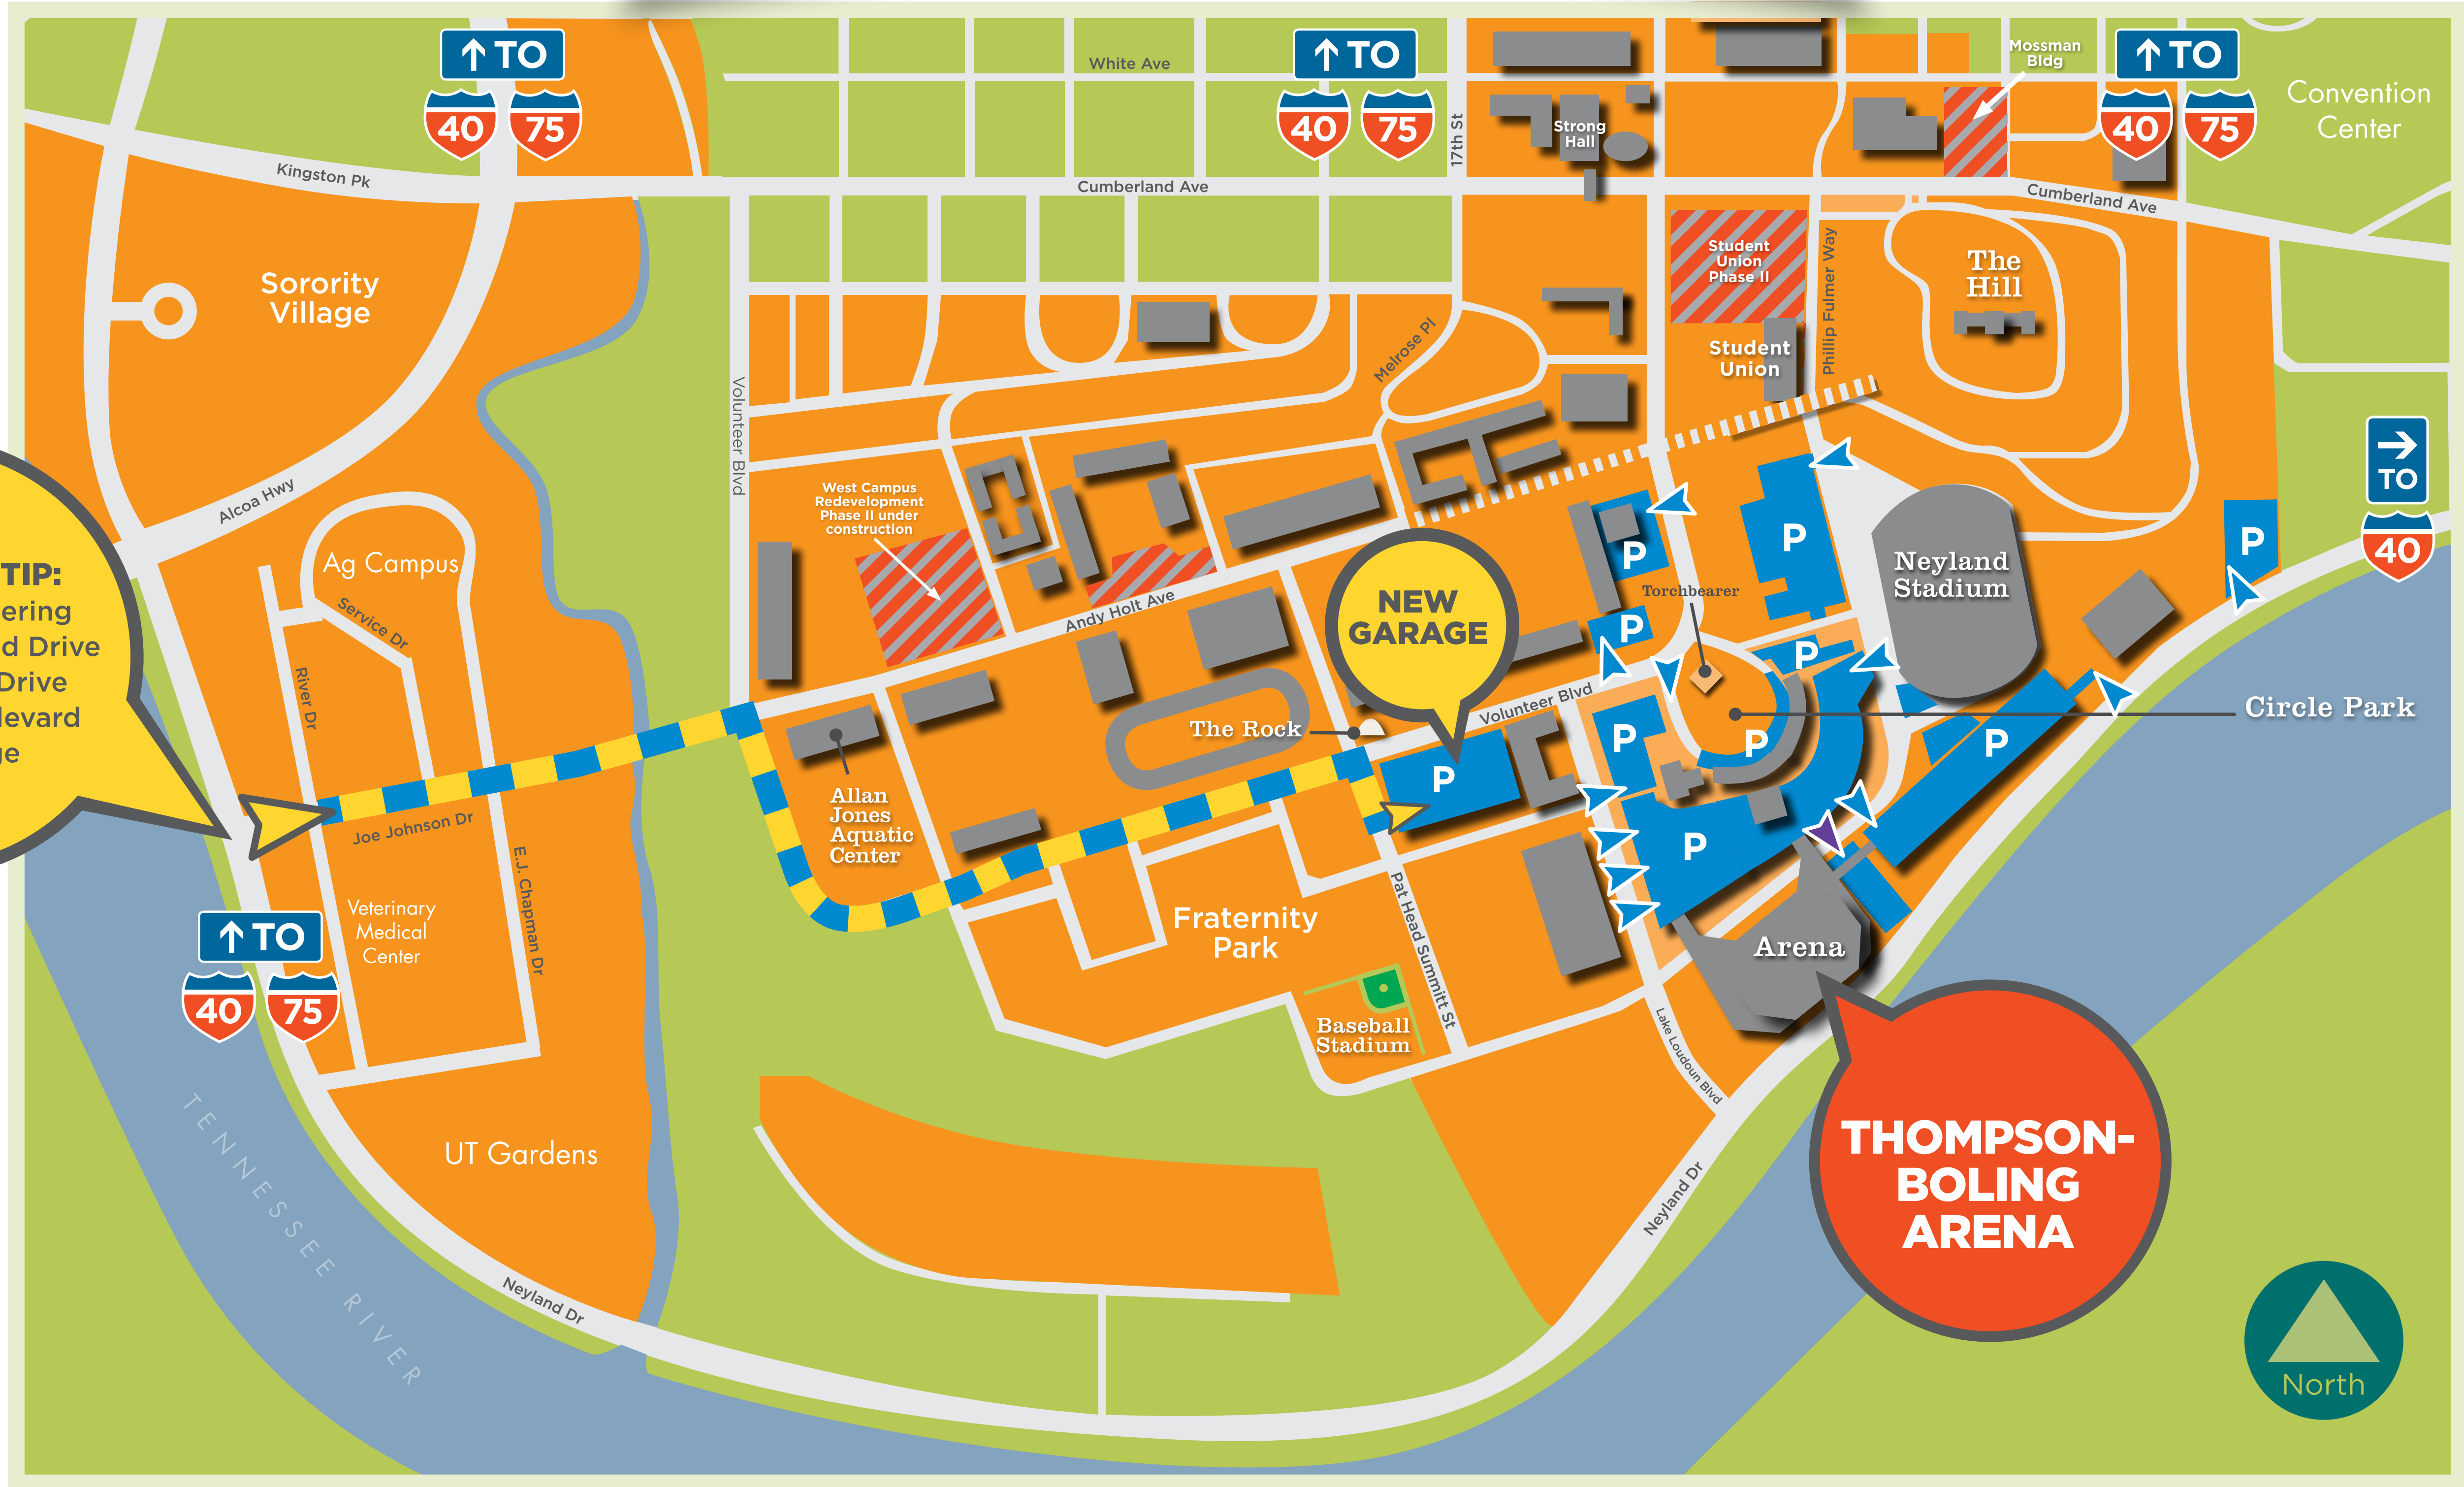 ↑ TO
40 75
↑ TO
40 75
↑ TO
40 75
White Ave
Mossman
Bldg
Convention
Center
17th St
Strong
Hall
Kingston Pk
Cumberland Ave
Cumberland Ave
Sorority
Village
Student
Union
Phase II
Phillip Fulmer Way
The
Hill
Student
Union
Melrose Pl
Volunteer Blvd
→
TO
40
Alcoa Hwy
West Campus
Redevelopment
Phase II under
construction
Ag Campus
Service Dr
River Dr
Andy Holt Ave
NEW
GARAGE
P
P
P
P
P
Torchbearer
Neyland
Stadium
TIP:
ering
d Drive
Drive
levard
ge
Volunteer Blvd
The Rock
Circle Park
P
P
P
P
P
Allan
Jones
Aquatic
Center
Joe Johnson Dr
E.J. Chapman Dr
Veterinary
Medical
Center
↑ TO
40 75
Fraternity
Park
Pat Head Summitt St
Arena
Baseball
Stadium
Lake Loudoun Blvd
UT Gardens
TENNESSEE RIVER
Neyland Dr
Neyland Dr
THOMPSON-
BOLING
ARENA
North